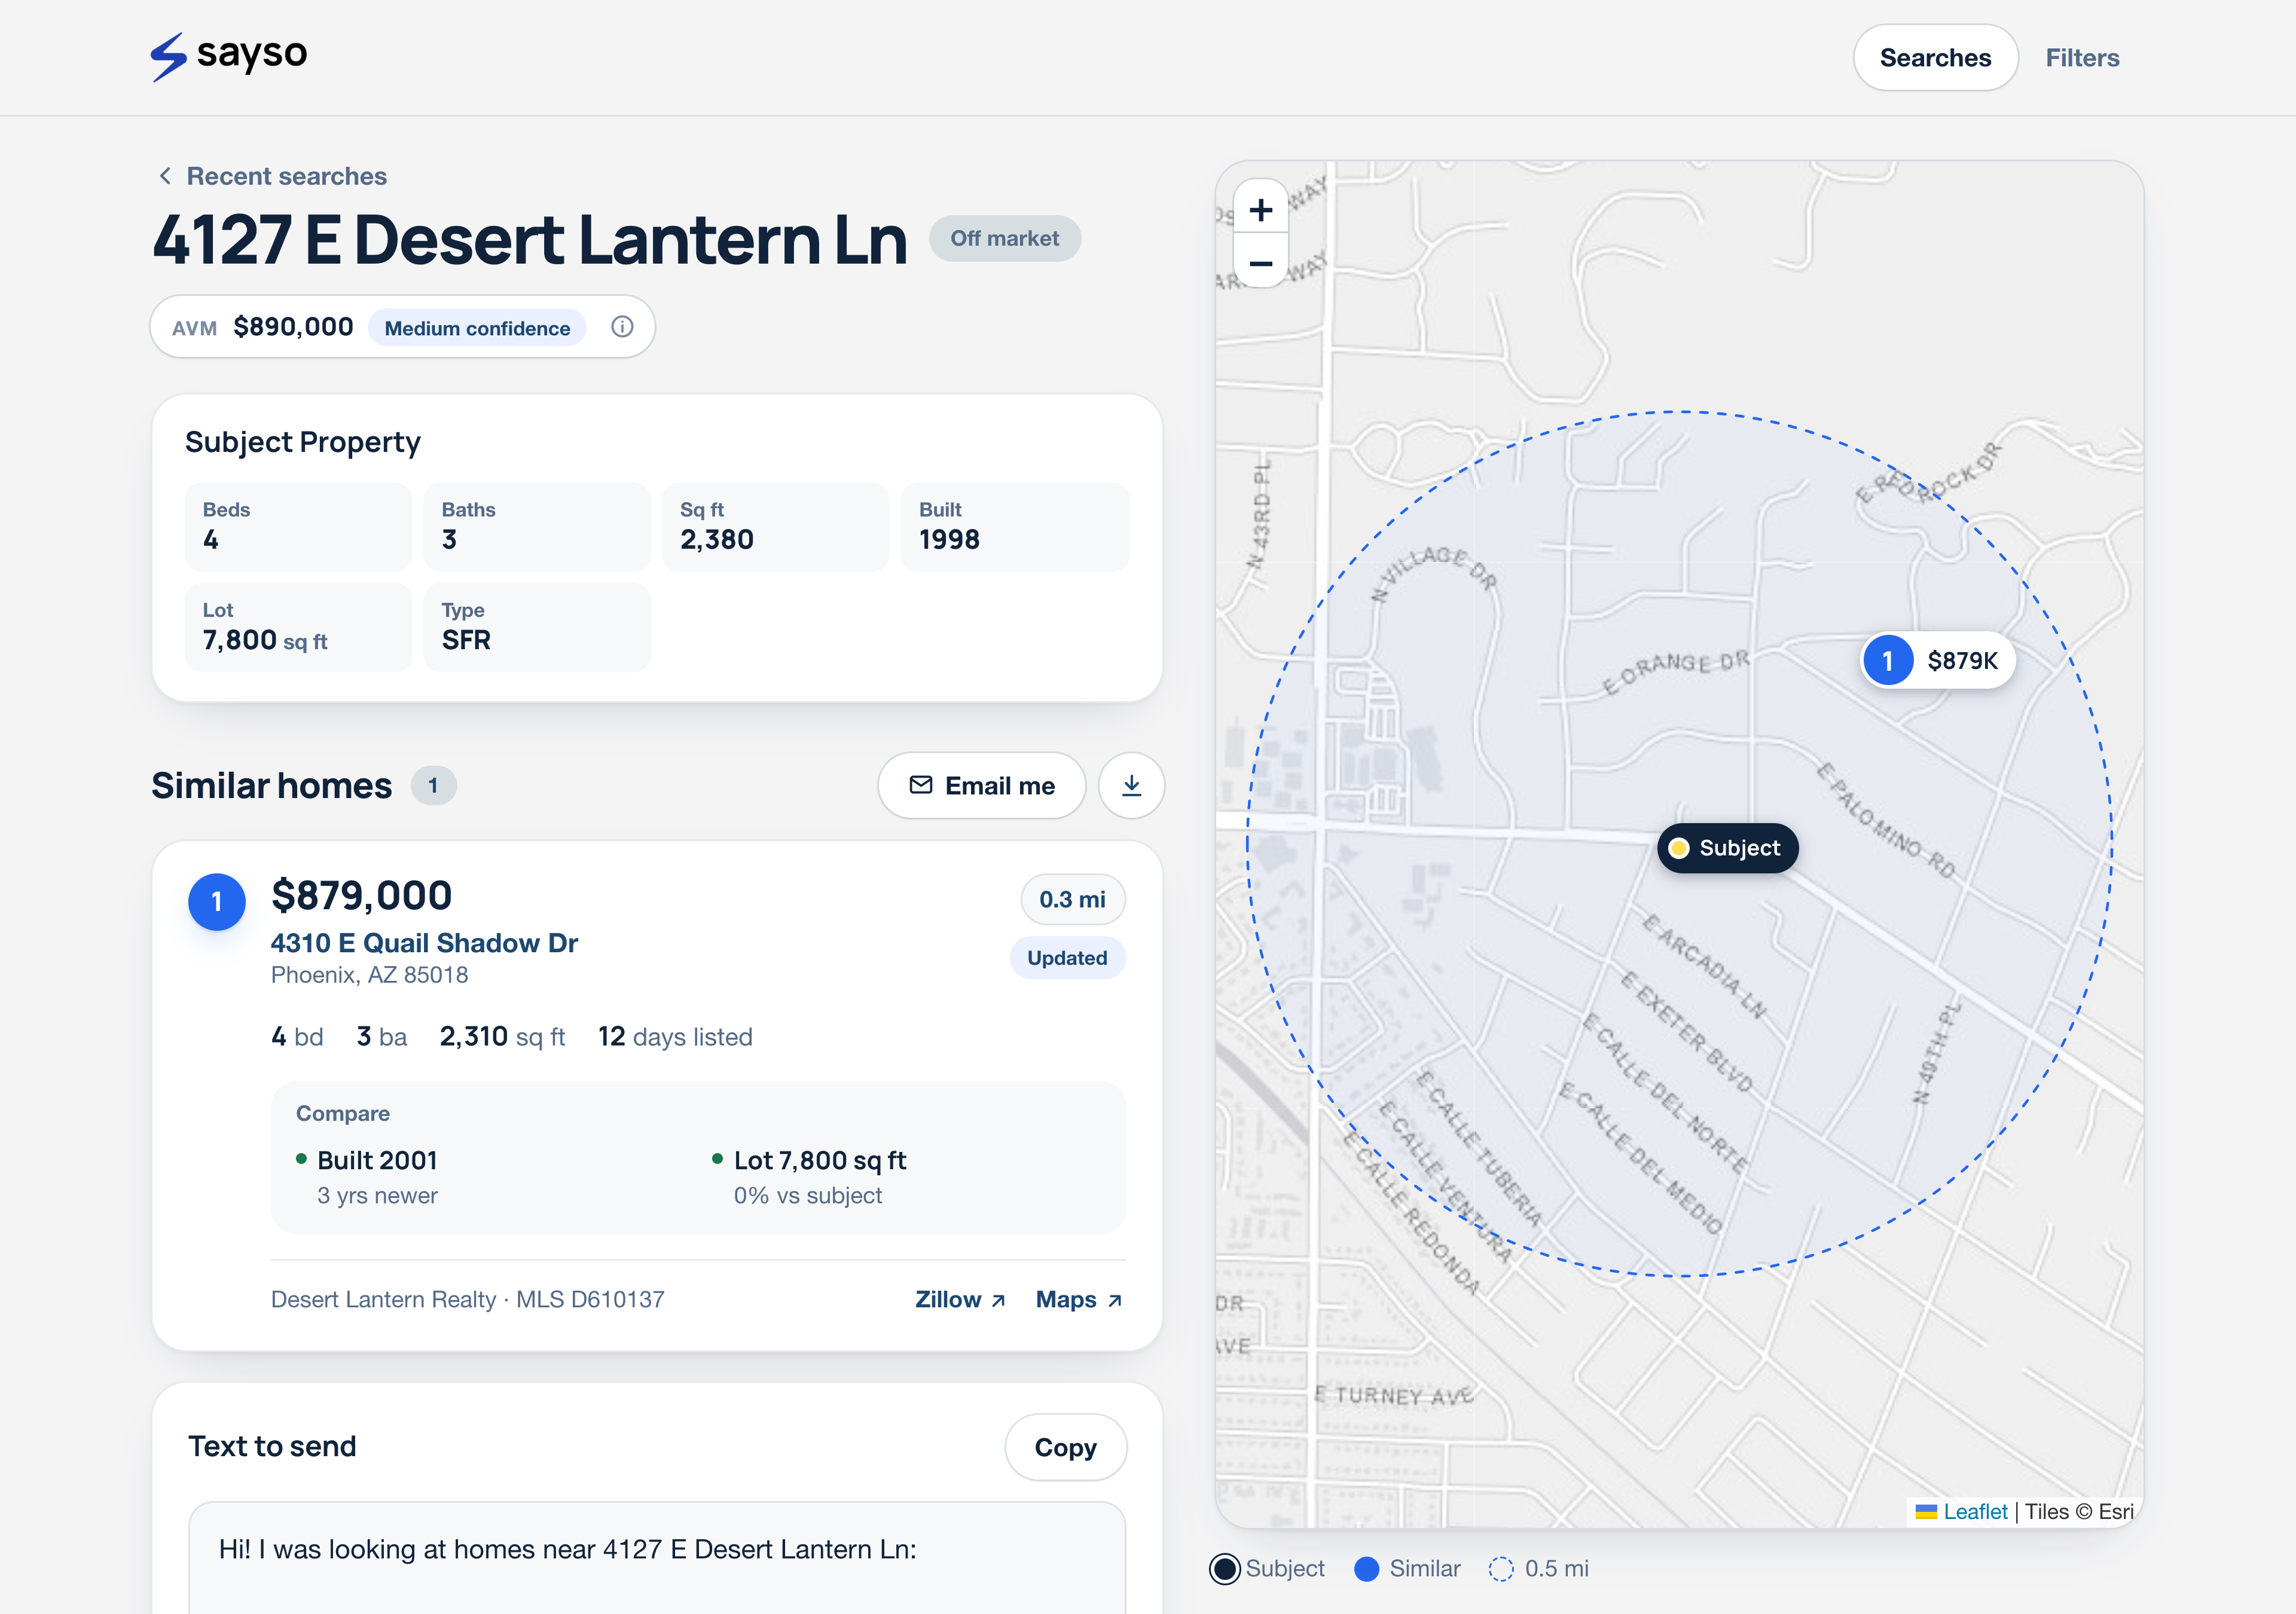 sayso
Searches
Filters
Recent searches
4127 E Desert Lantern Ln
Off market
AVM $890,000 Medium confidence
Subject Property
Beds
4
Baths
3
Sq ft
2,380
Built
1998
Lot
7,800 sq ft
Type
SFR
Similar homes 1
Email me
1
$879,000
4310 E Quail Shadow Dr
Phoenix, AZ 85018
0.3 mi
Updated
4 bd 3 ba 2,310 sq ft 12 days listed
Compare
Built 2001
3 yrs newer
Lot 7,800 sq ft
0% vs subject
Desert Lantern Realty · MLS D610137
Zillow
Maps
Text to send
Copy
Hi! I was looking at homes near 4127 E Desert Lantern Ln:
+
−
WAY
WAY
N 43RD PL
N VILLAGE DR
E RED ROCK DR
E ORANGE DR
1 $879K
E PALOMINO RD
Subject
E ARCADIA LN
E EXETER BLVD
E CALLE DEL NORTE
E CALLE DEL MEDIO
N 49TH PL
E CALLE TUBERIA
E CALLE VENTURA
E CALLE REDONDA
DR
AVE
E TURNEY AVE
Leaflet | Tiles © Esri
Subject
Similar
0.5 mi